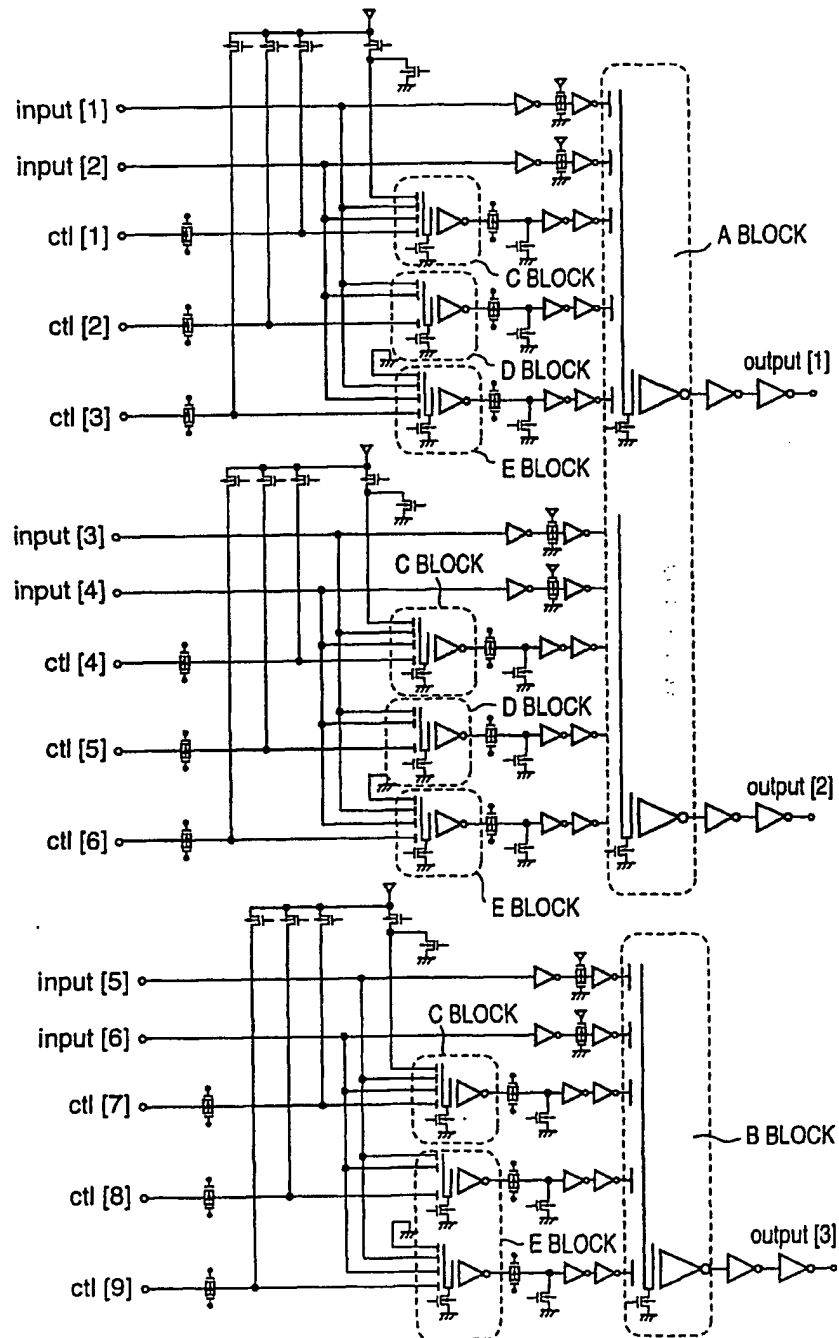 input [1]
input [2]
ctl [1]
A BLOCK
C BLOCK
ctl [2]
D BLOCK
output [1]
ctl [3]
E BLOCK
input [3]
C BLOCK
input [4]
ctl [4]
D BLOCK
ctl [5]
output [2]
ctl [6]
E BLOCK
input [5]
C BLOCK
input [6]
ctl [7]
B BLOCK
ctl [8]
output [3]
E BLOCK
ctl [9]